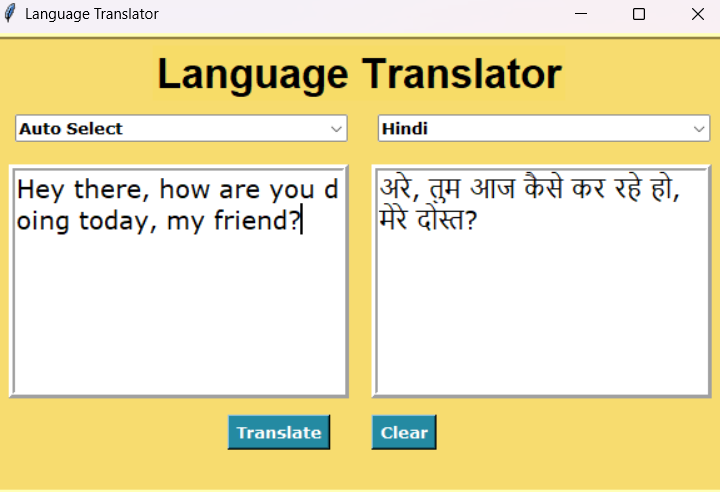 Language Translator
Language Translator
Auto Select
Hindi
Hey there, how are you d
oing today, my friend?
अरे, तुम आज कैसे कर रहे हो,
मेरे दोस्त?
Translate
Clear